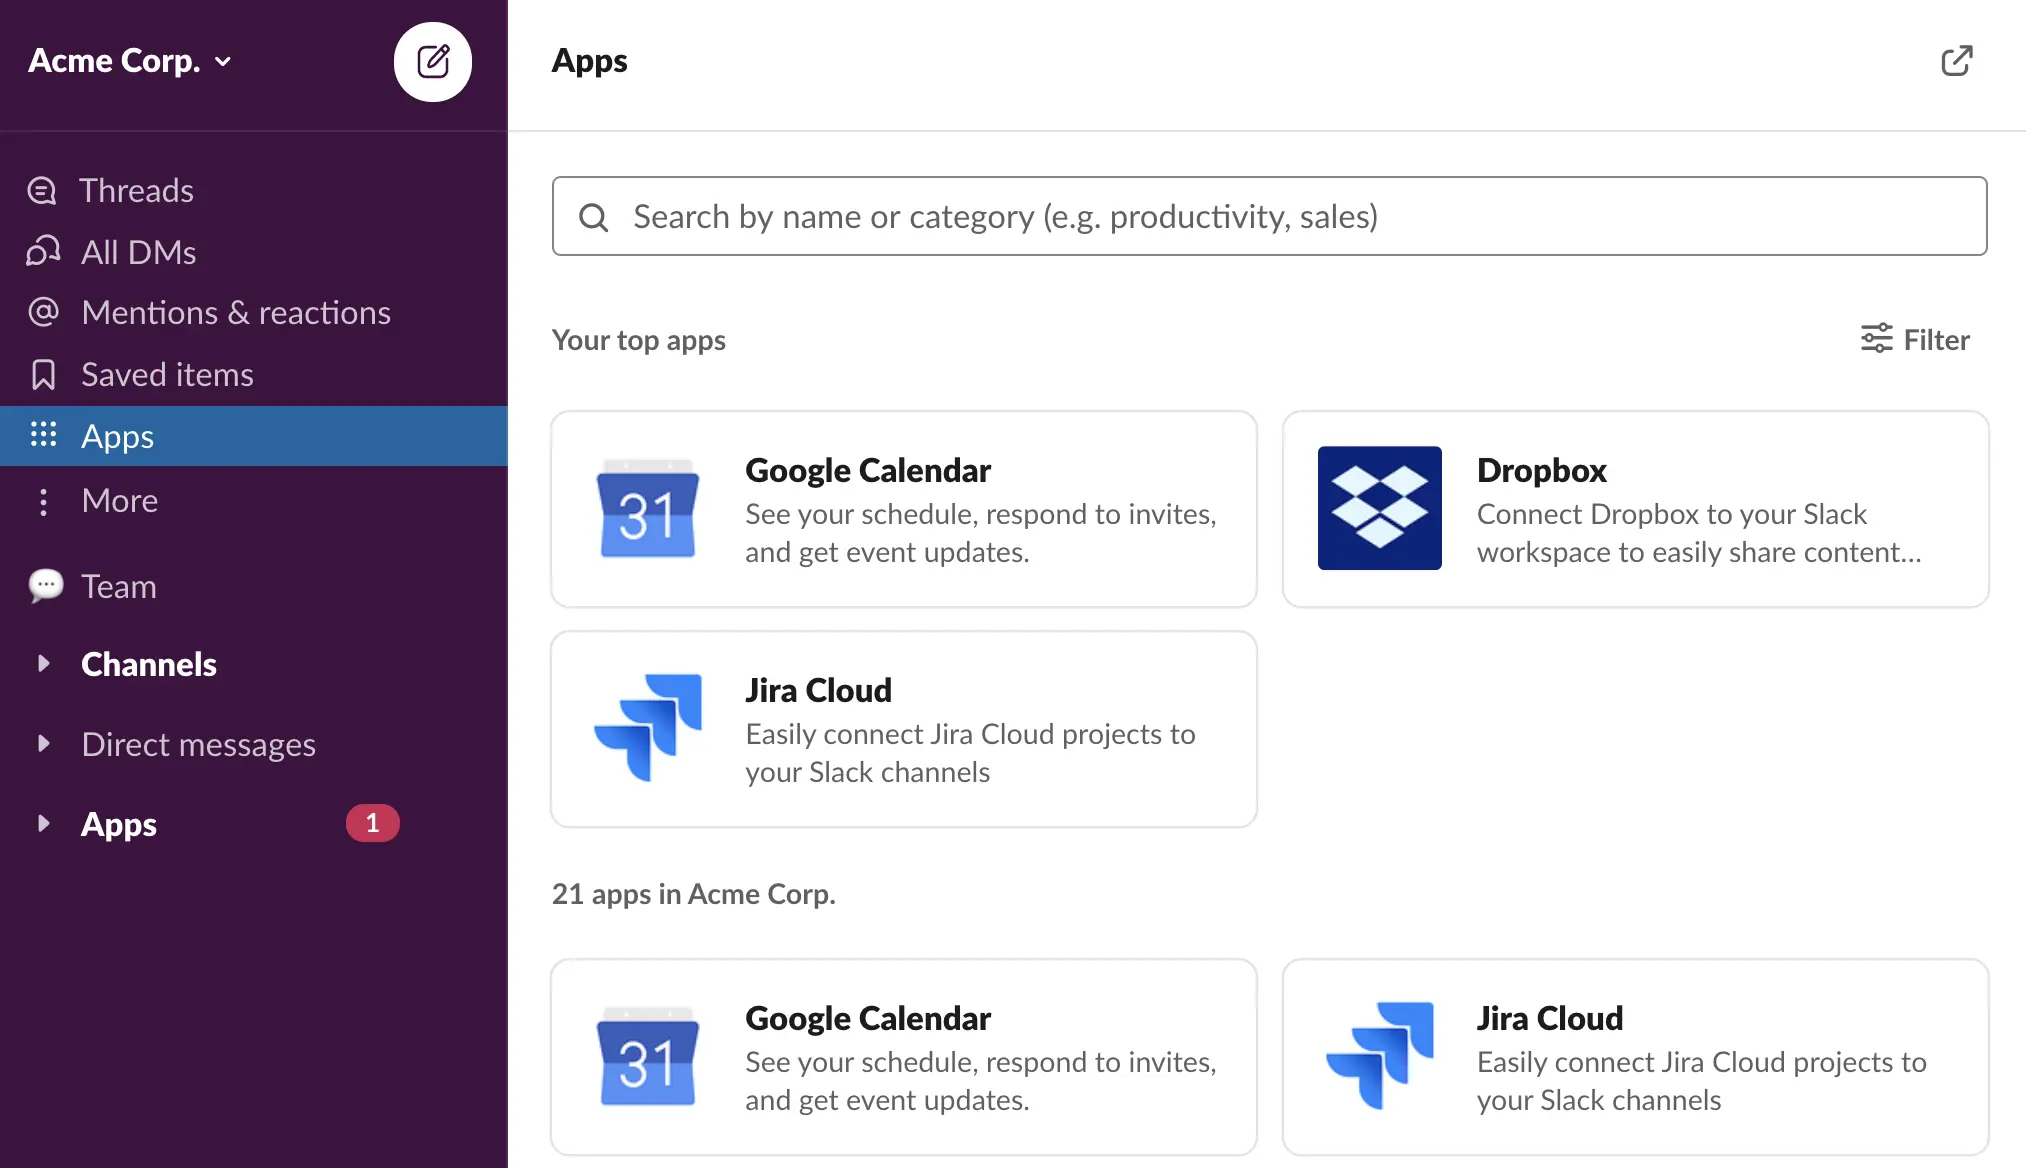 Acme Corp.
Threads
All DMs
@ Mentions & reactions
Saved items
Apps
More
Team
Channels
Direct messages
Apps 1
Apps
Search by name or category (e.g. productivity, sales)
Your top apps
Filter
31
Google Calendar
See your schedule, respond to invites,
and get event updates.
Dropbox
Connect Dropbox to your Slack
workspace to easily share content...
Jira Cloud
Easily connect Jira Cloud projects to
your Slack channels
21 apps in Acme Corp.
31
Google Calendar
See your schedule, respond to invites,
and get event updates.
Jira Cloud
Easily connect Jira Cloud projects to
your Slack channels